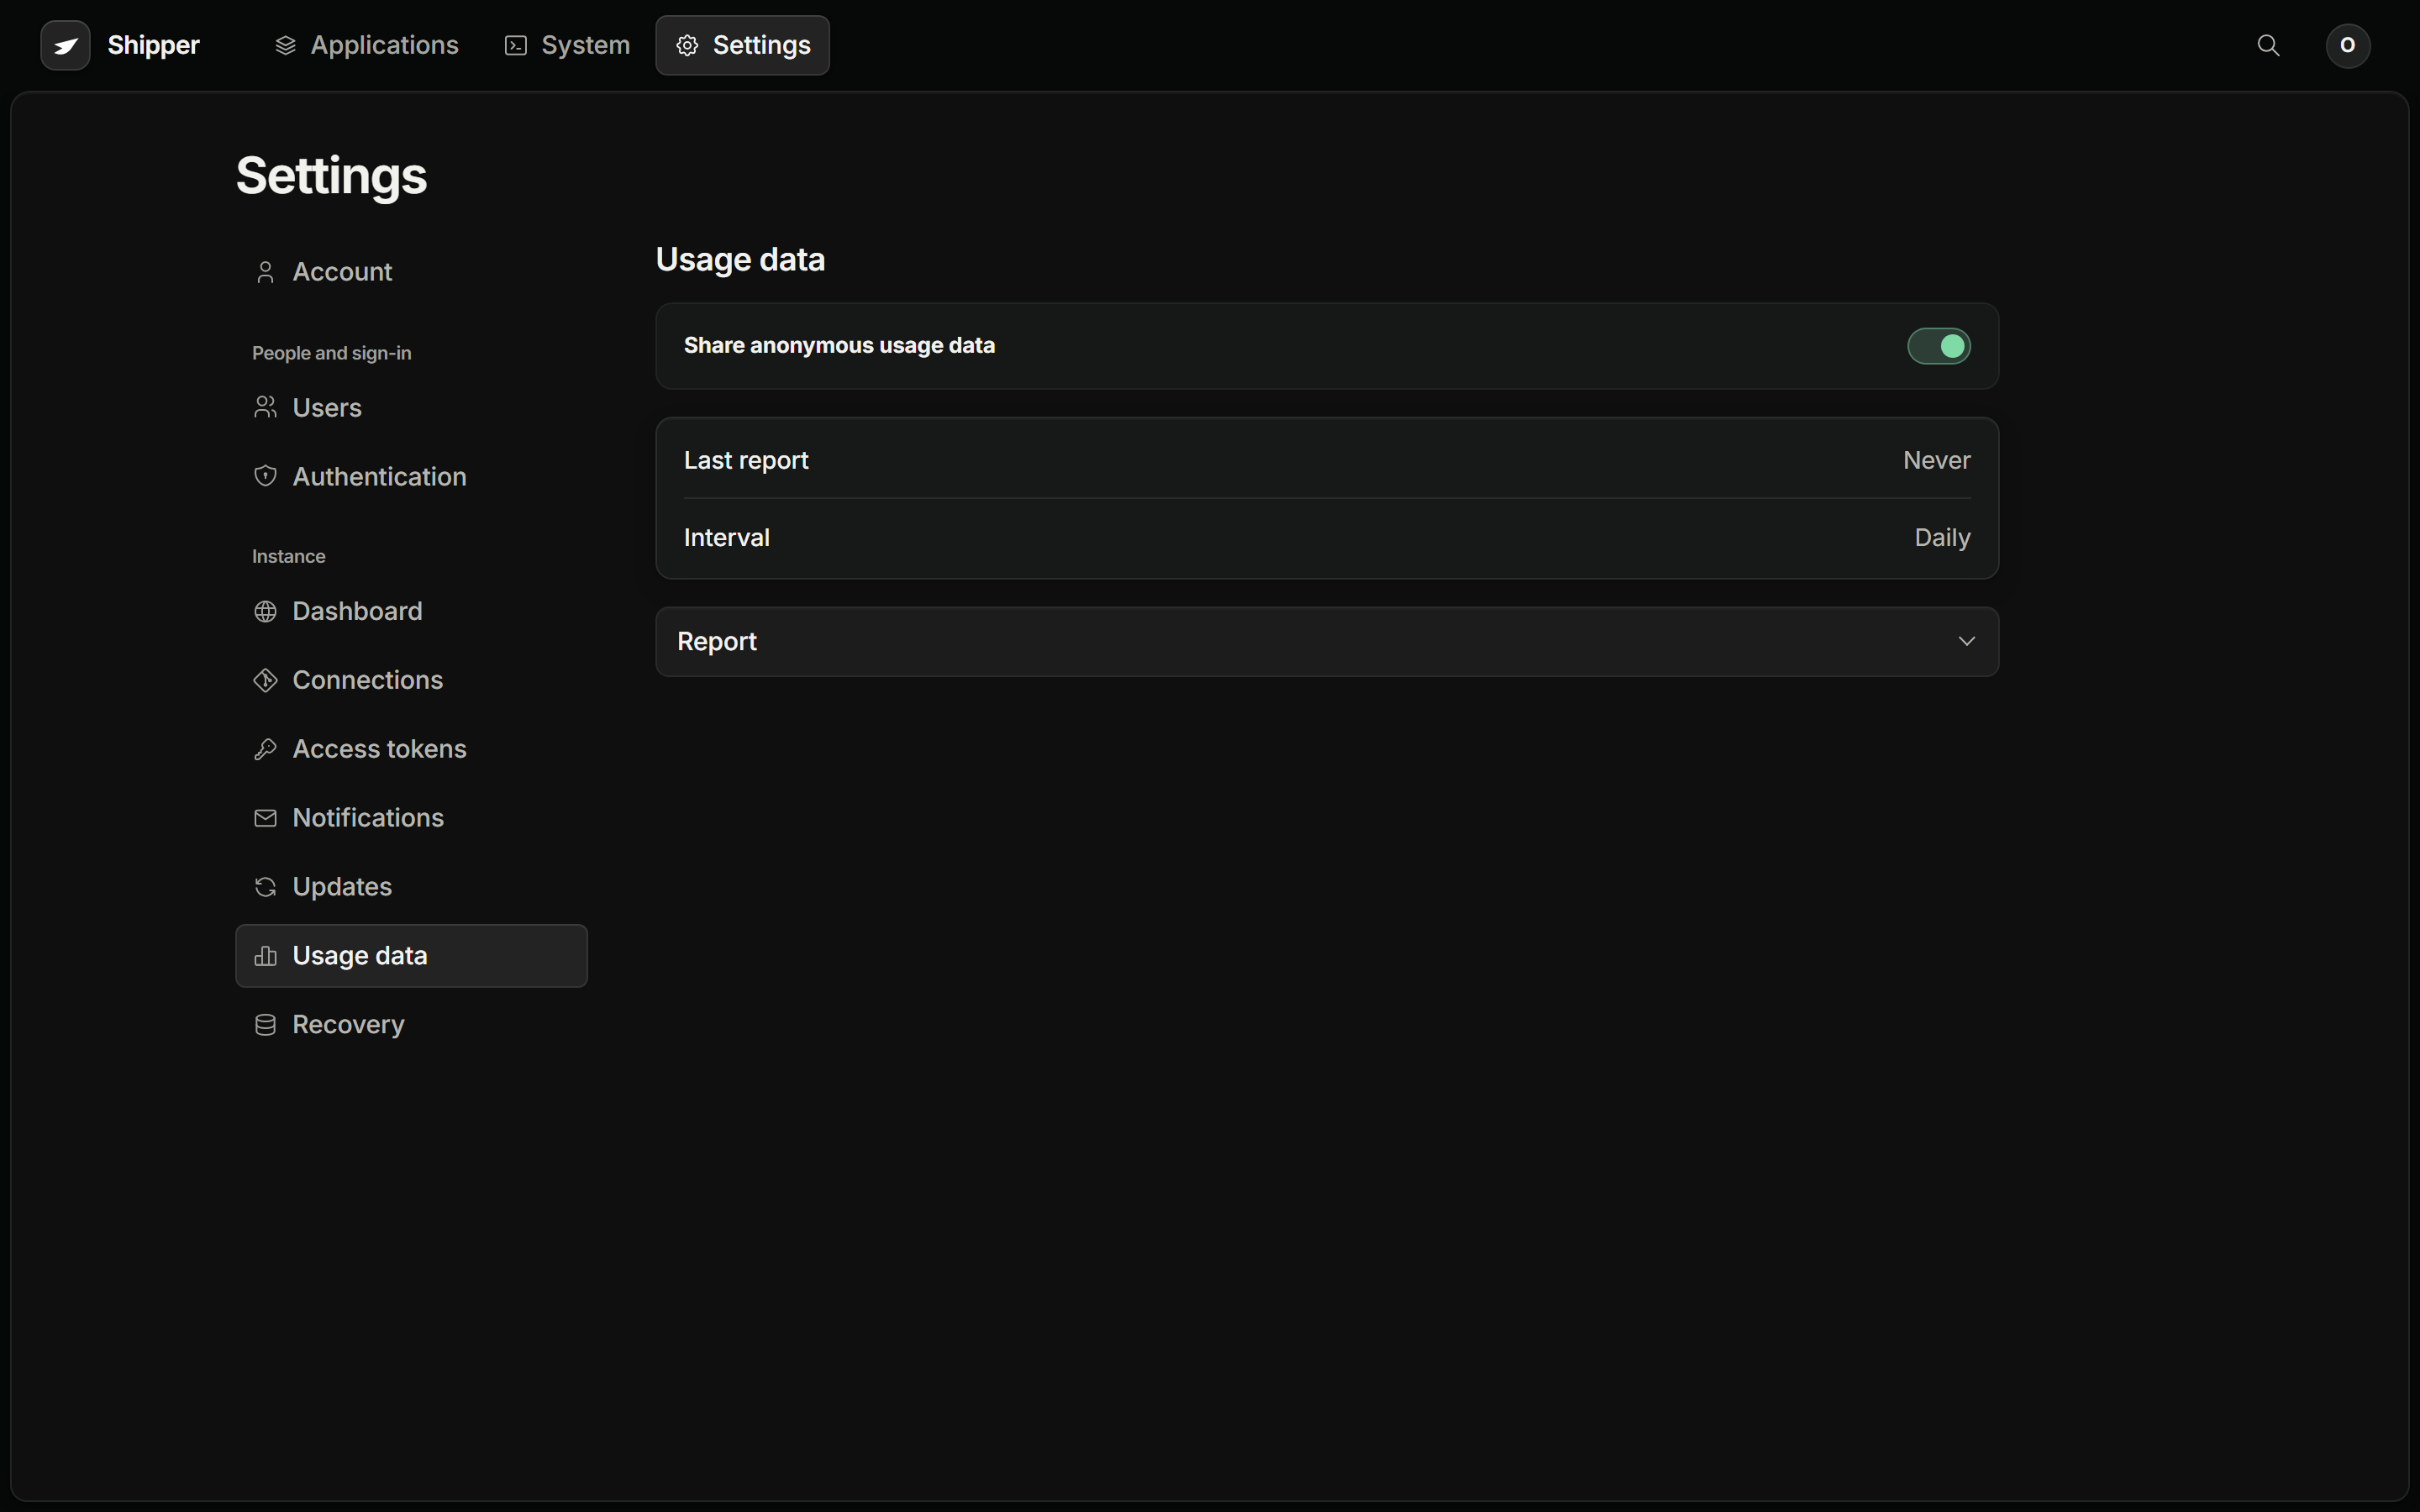 Shipper
Applications
System
Settings
O
Settings
Account
People and sign-in
Users
Authentication
Instance
Dashboard
Connections
Access tokens
Notifications
Updates
Usage data
Recovery
Usage data
Share anonymous usage data
Last report Never
Interval Daily
Report